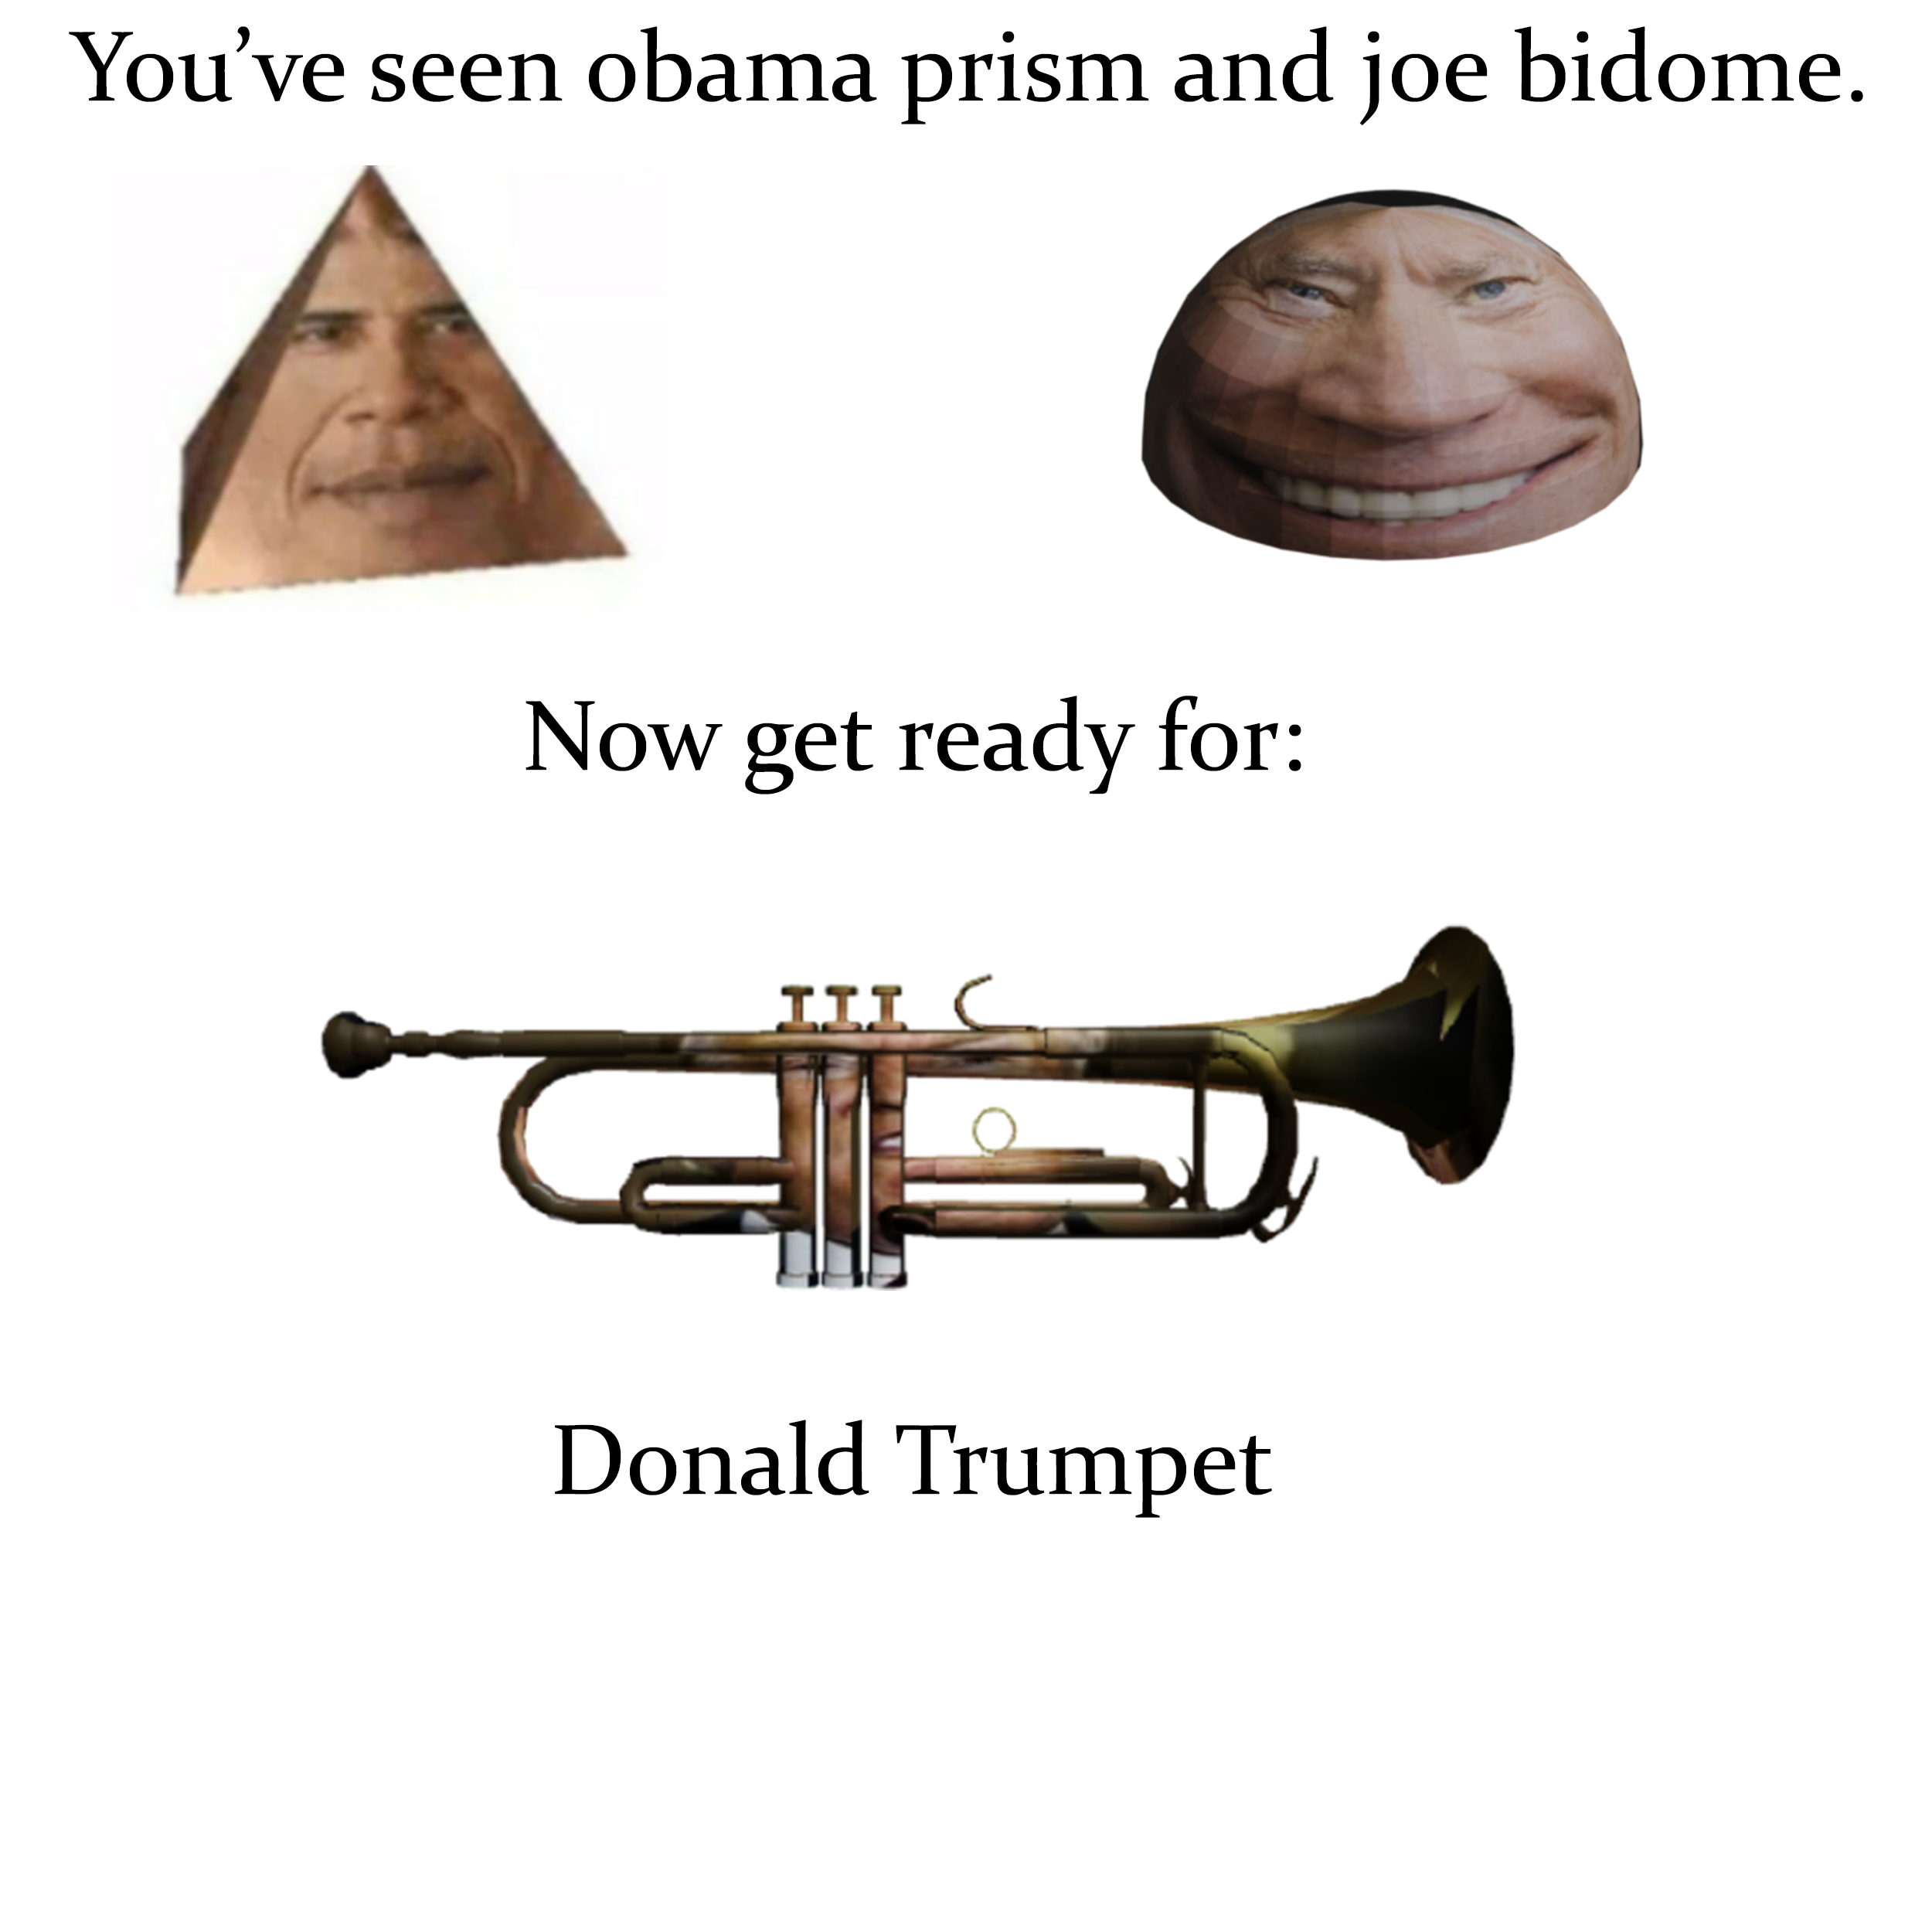 You’ve seen obama prism and joe bidome.
Now get ready for:
Donald Trumpet